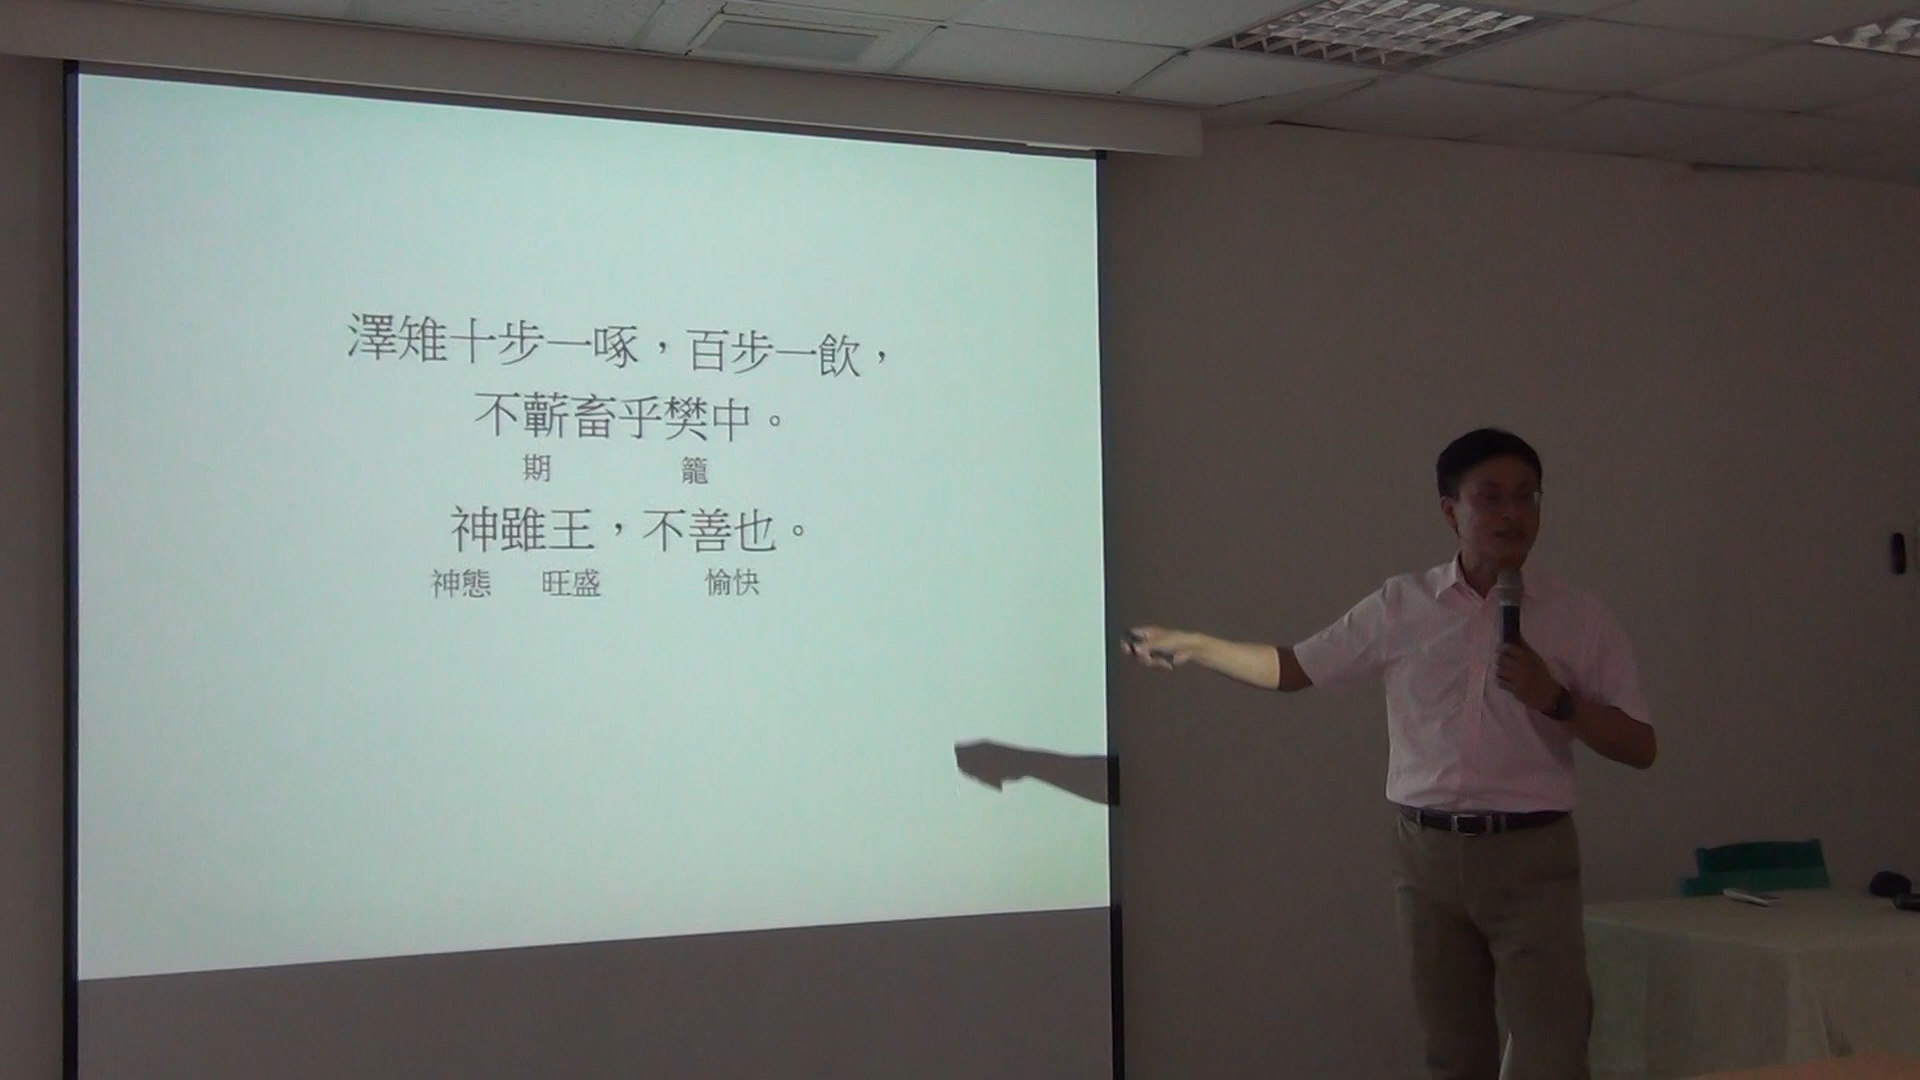 澤雉十步一啄，百步一飲，
不蘄畜乎樊中。
期 籠
神雖王，不善也。
神態 旺盛 愉快